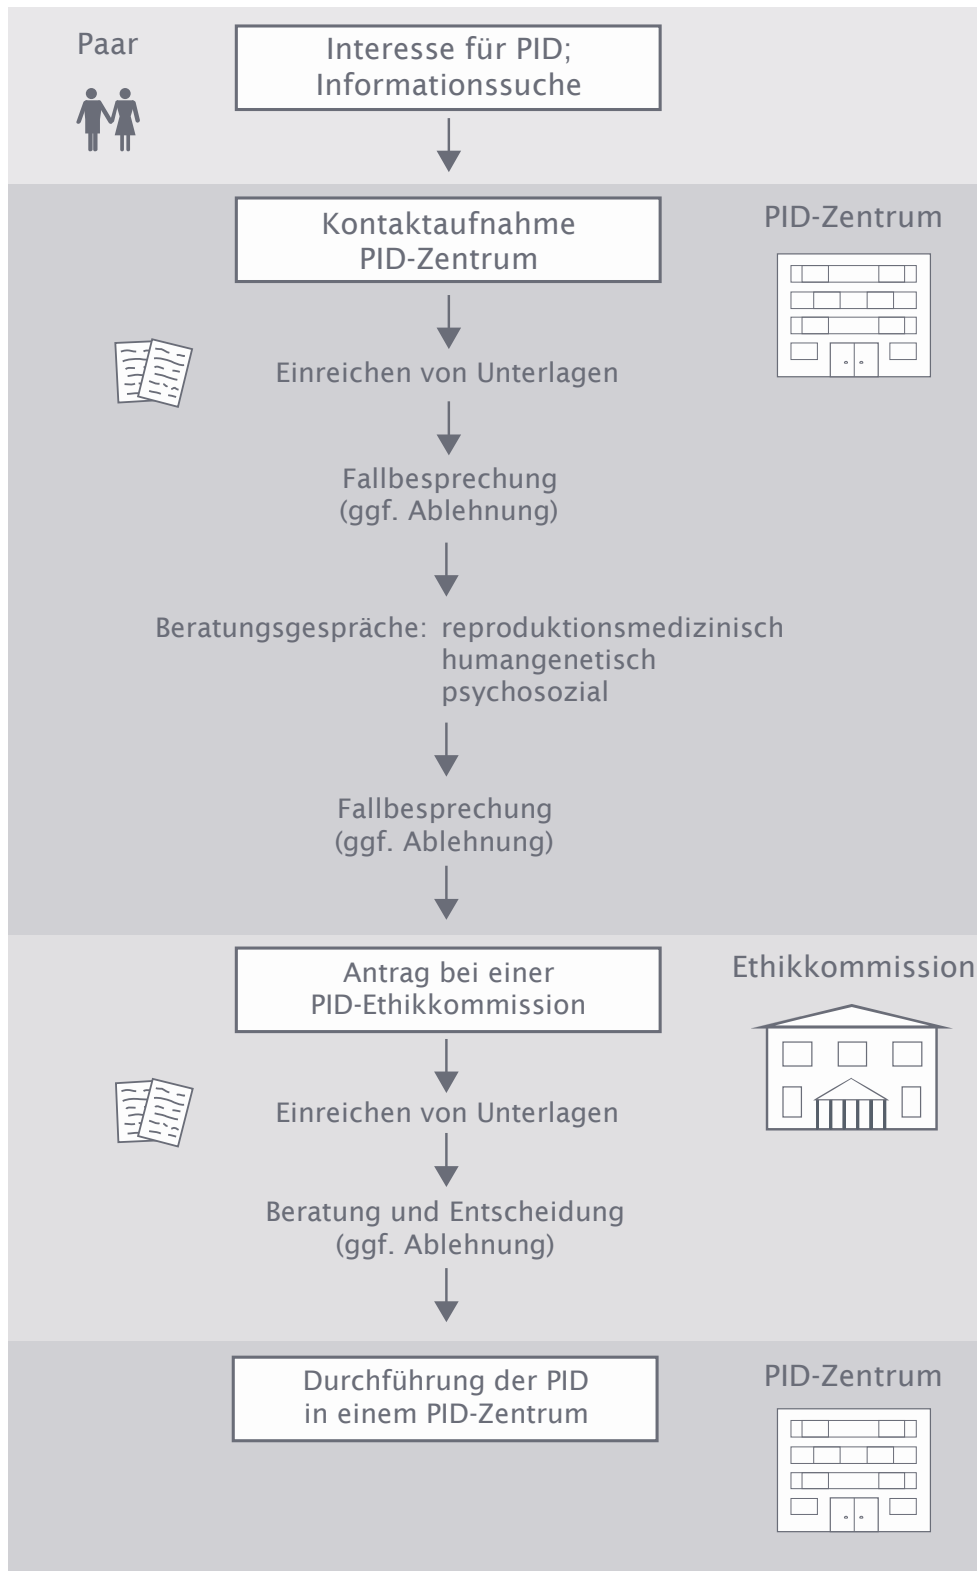 Paar
Interesse für PID;
Informationssuche
Kontaktaufnahme
PID-Zentrum
PID-Zentrum
Einreichen von Unterlagen
Fallbesprechung
(ggf. Ablehnung)
Beratungsgespräche: reproduktionsmedizinisch
humangenetisch
psychosozial
Fallbesprechung
(ggf. Ablehnung)
Antrag bei einer
PID-Ethikkommission
Ethikkommission
Einreichen von Unterlagen
Beratung und Entscheidung
(ggf. Ablehnung)
Durchführung der PID
in einem PID-Zentrum
PID-Zentrum